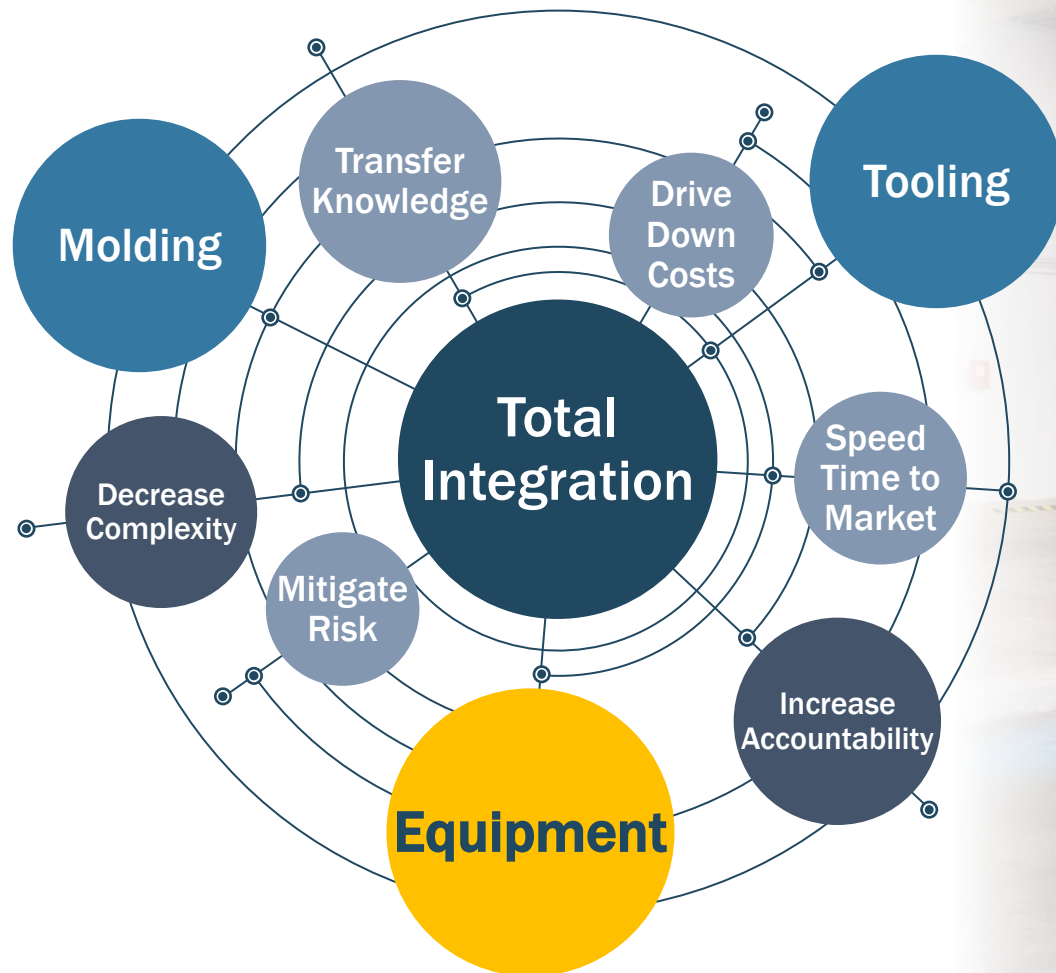 Transfer
Knowledge
Drive
Down
Costs
Tooling
Molding
Total
Integration
Speed
Time to
Market
Decrease
Complexity
Mitigate
Risk
Increase
Accountability
Equipment